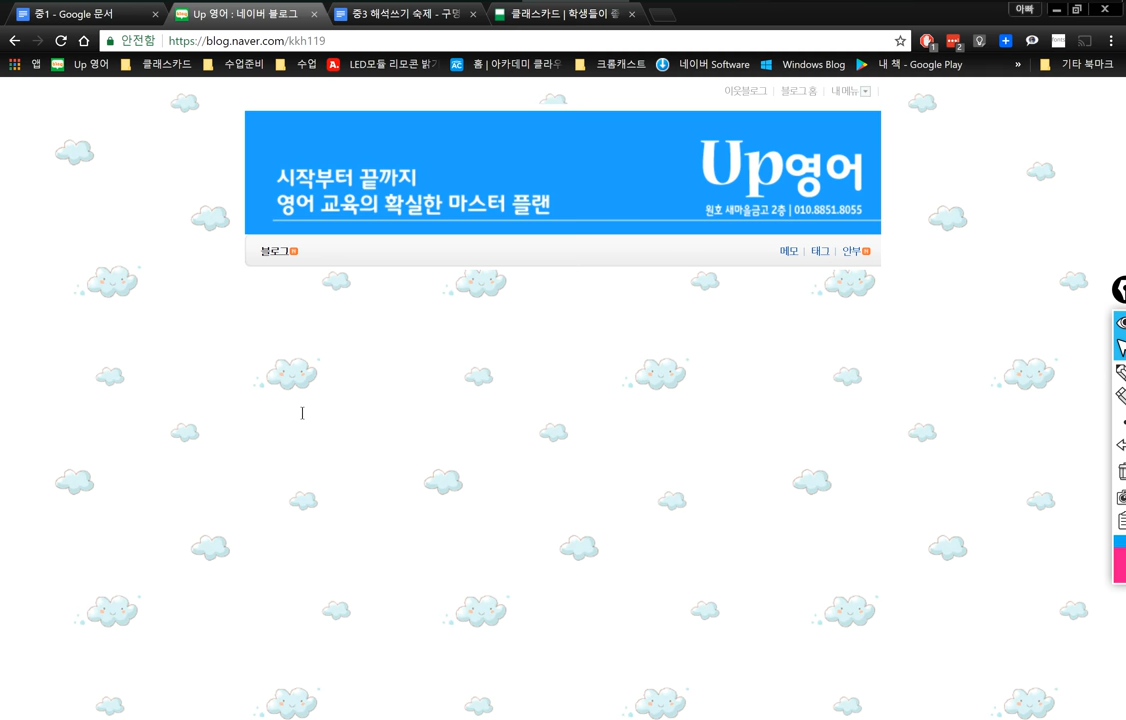 중1 - Google 문서
Up 영어 : 네이버 블로그
중3 해석쓰기 숙제 - 구
클래스카드 | 학생들이
아빠
안전함
https://blog.naver.com/kkh119
1
2
앱
Up 영어
클래스카드
수업준비
수업
LED모듈 리모콘 밝
홈 | 아카데미 클라
크롬캐스트
네이버 Software
Windows Blog
내 책 - Google Play
»
기타 북마크
이웃블로그 | 블로그 홈 | 내 메뉴
Up영어
시작부터 끝까지
영어 교육의 확실한 마스터 플랜
원호 새마을금고 2층 | 010.8851.8055
블로그
메모 | 태그 | 안부